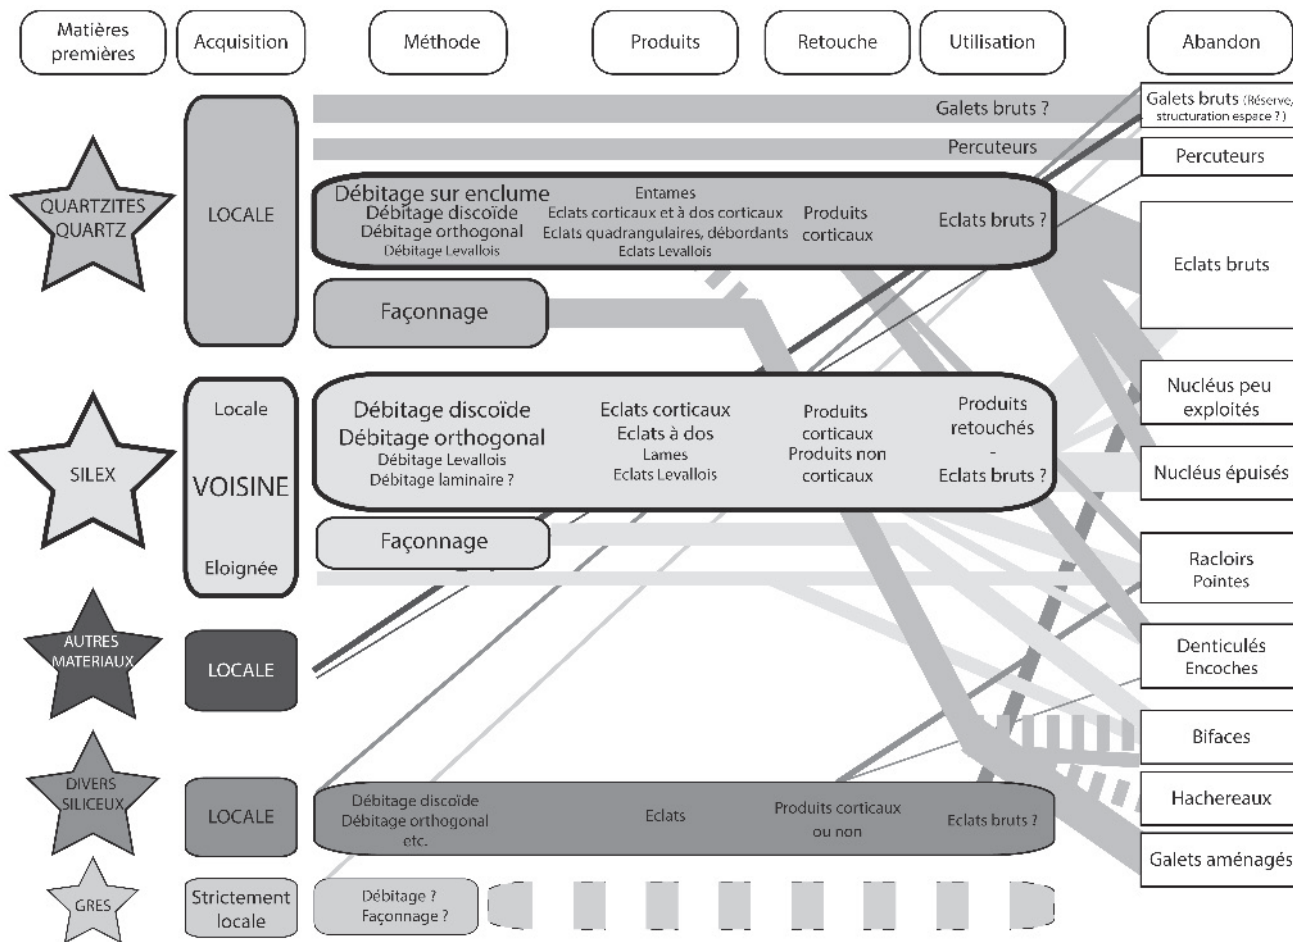 Matières
premières
Acquisition
Méthode
Produits
Retouche
Utilisation
Abandon
QUARTZITES
QUARTZ
LOCALE
Galets bruts ?
Percuteurs
Débitage sur enclume
Débitage discoïde
Débitage orthogonal
Débitage Levallois
Entames
Eclats corticaux et à dos corticaux
Eclats quadrangulaires, débordants
Eclats Levallois
Produits
corticaux
Eclats bruts ?
Façonnage
SILEX
Locale
VOISINE
Eloignée
Débitage discoïde
Débitage orthogonal
Débitage Levallois
Débitage laminaire ?
Eclats corticaux
Eclats à dos
Lames
Eclats Levallois
Produits
corticaux
Produits non
corticaux
Produits
retouchés
-
Eclats bruts ?
Façonnage
AUTRES
MATERIAUX
LOCALE
DIVERS
SILICEUX
LOCALE
Débitage discoïde
Débitage orthogonal
etc.
Eclats
Produits corticaux
ou non
Eclats bruts ?
GRES
Strictement
locale
Débitage ?
Façonnage ?
Galets bruts (Réserve,
structuration espace ? )
Percuteurs
Eclats bruts
Nucléus peu
exploités
Nucléus épuisés
Racloirs
Pointes
Denticulés
Encoches
Bifaces
Hachereaux
Galets aménagés